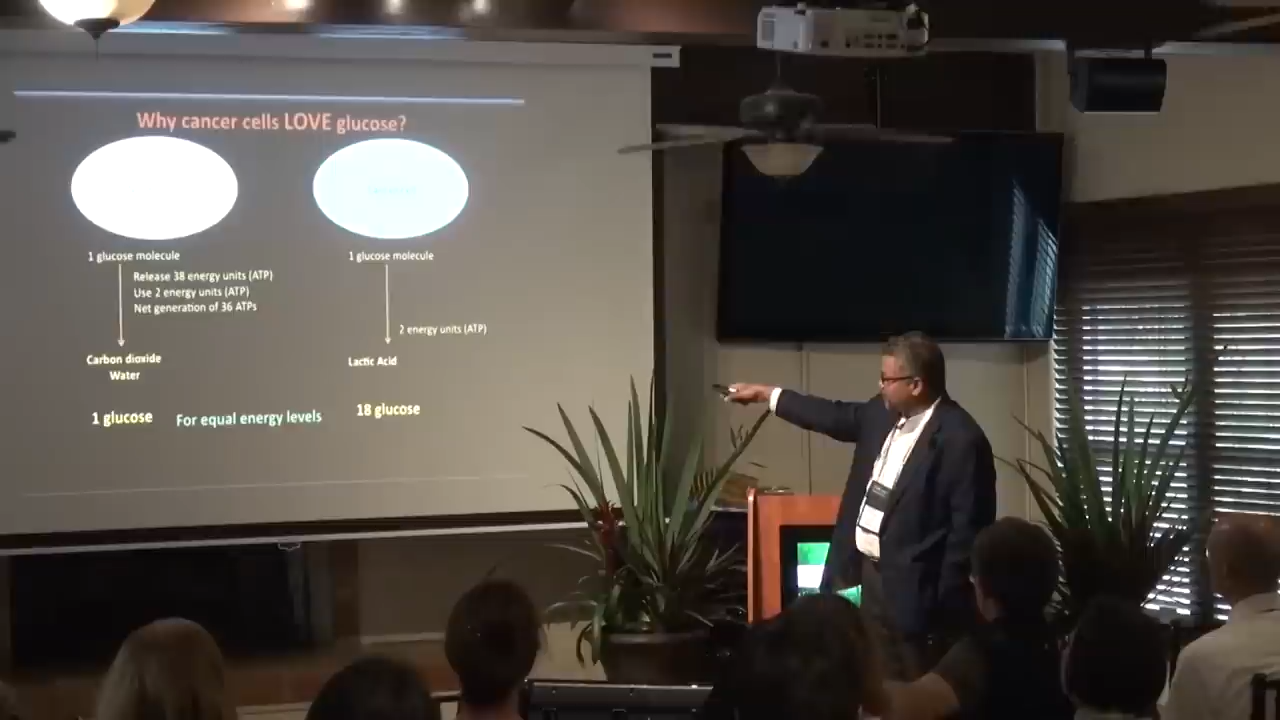 Why cancer cells LOVE glucose?
1 glucose molecule
Release 38 energy units (ATP)
Use 2 energy units (ATP)
Net generation of 36 ATPs
Carbon dioxide
Water
1 glucose
For equal energy levels
1 glucose molecule
2 energy units (ATP)
Lactic Acid
18 glucose